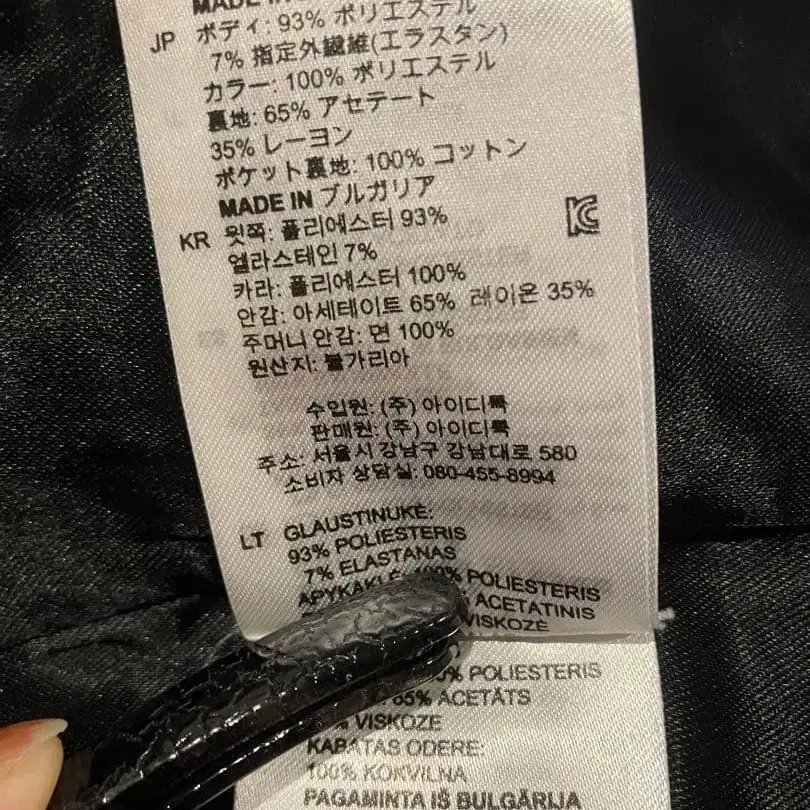 MADE IN
JP ボディ: 93% ポリエステル
7% 指定外繊維(エラスタン)
カラー: 100% ポリエステル
裏地: 65% アセテート
35% レーヨン
ポケット裏地: 100% コットン
MADE IN ブルガリア
KR 윗쪽: 폴리에스터 93%
엘라스테인 7%
카라: 폴리에스터 100%
안감: 아세테이트 65% 레이온 35%
주머니 안감: 면 100%
원산지: 불가리아
수입원: (주) 아이디룩
판매원: (주) 아이디룩
주소: 서울시 강남구 강남대로 580
소비자 상담실: 080-455-8994
LT GLAUSTINUKE:
93% POLIESTERIS
7% ELASTANAS
APYKAKLĖ: 100% POLIESTERIS
ACETATINIS
VISKOZĖ
POLIESTERIS
65% ACETĀTS
% VISKOZE
KABATAS ODERE:
100% KOKVILNA
PAGAMINTA IŠ BULGĀRIJA